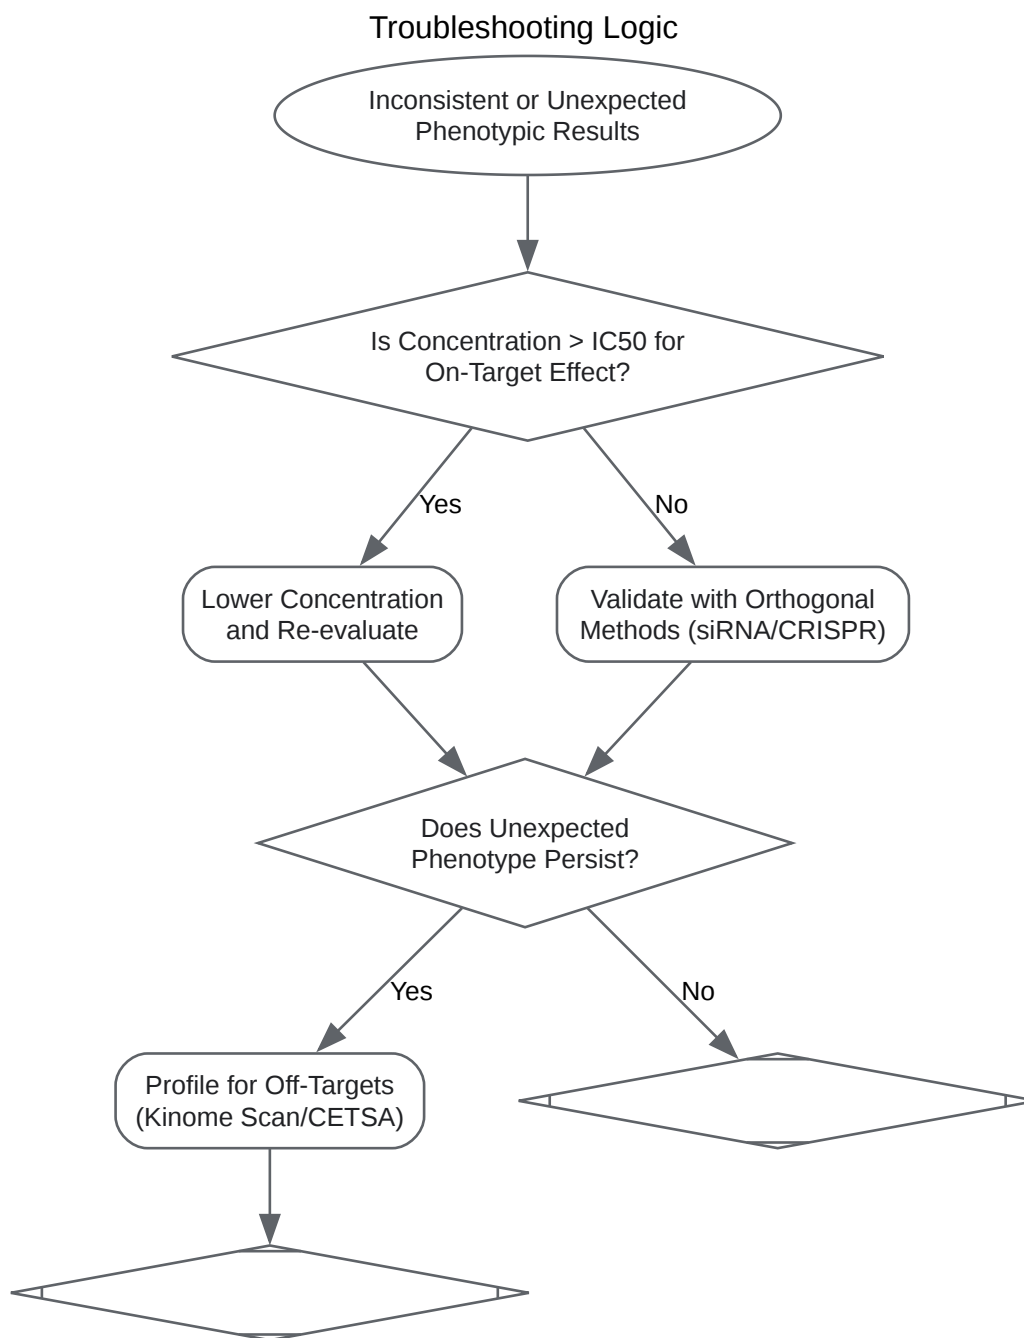 Troubleshooting Logic
Inconsistent or Unexpected
Phenotypic Results
Is Concentration > IC50 for
On-Target Effect?
Yes
No
Lower Concentration
and Re-evaluate
Validate with Orthogonal
Methods (siRNA/CRISPR)
Does Unexpected
Phenotype Persist?
Yes
No
Profile for Off-Targets
(Kinome Scan/CETSA)